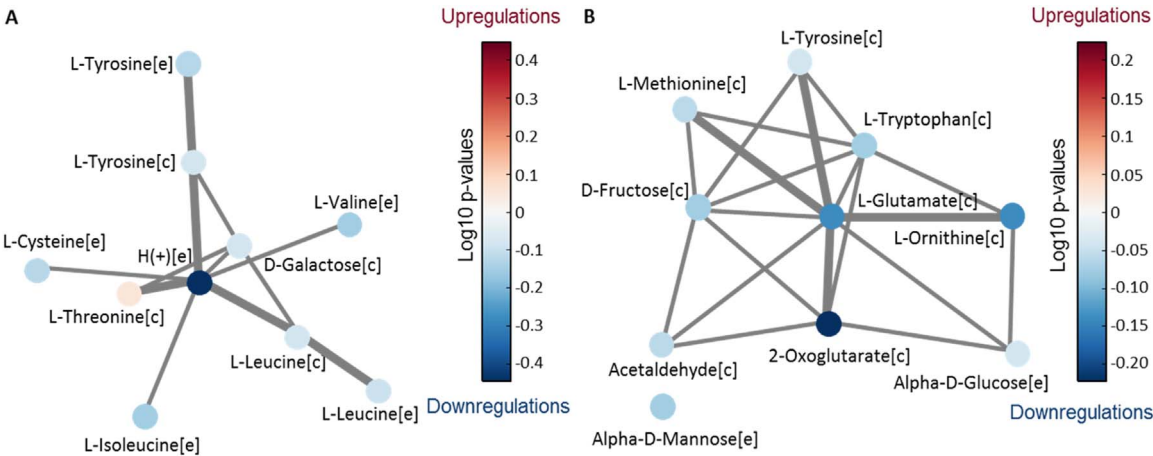 A
Upregulations
L-Tyrosine[e]
L-Tyrosine[c]
L-Valine[e]
L-Cysteine[e]
H(+)[e]
D-Galactose[c]
L-Threonine[c]
L-Leucine[c]
L-Leucine[e]
L-Isoleucine[e]
0.4
0.3
0.2
0.1
0
-0.1
-0.2
-0.3
-0.4
Log10 p-values
Downregulations
B
Upregulations
L-Tyrosine[c]
L-Methionine[c]
L-Tryptophan[c]
D-Fructose[c]
L-Glutamate[c]
L-Ornithine[c]
2-Oxoglutarate[c]
Acetaldehyde[c]
Alpha-D-Glucose[e]
Alpha-D-Mannose[e]
0.2
0.15
0.1
0.05
0
-0.05
-0.10
-0.15
-0.20
Log10 p-values
Downregulations